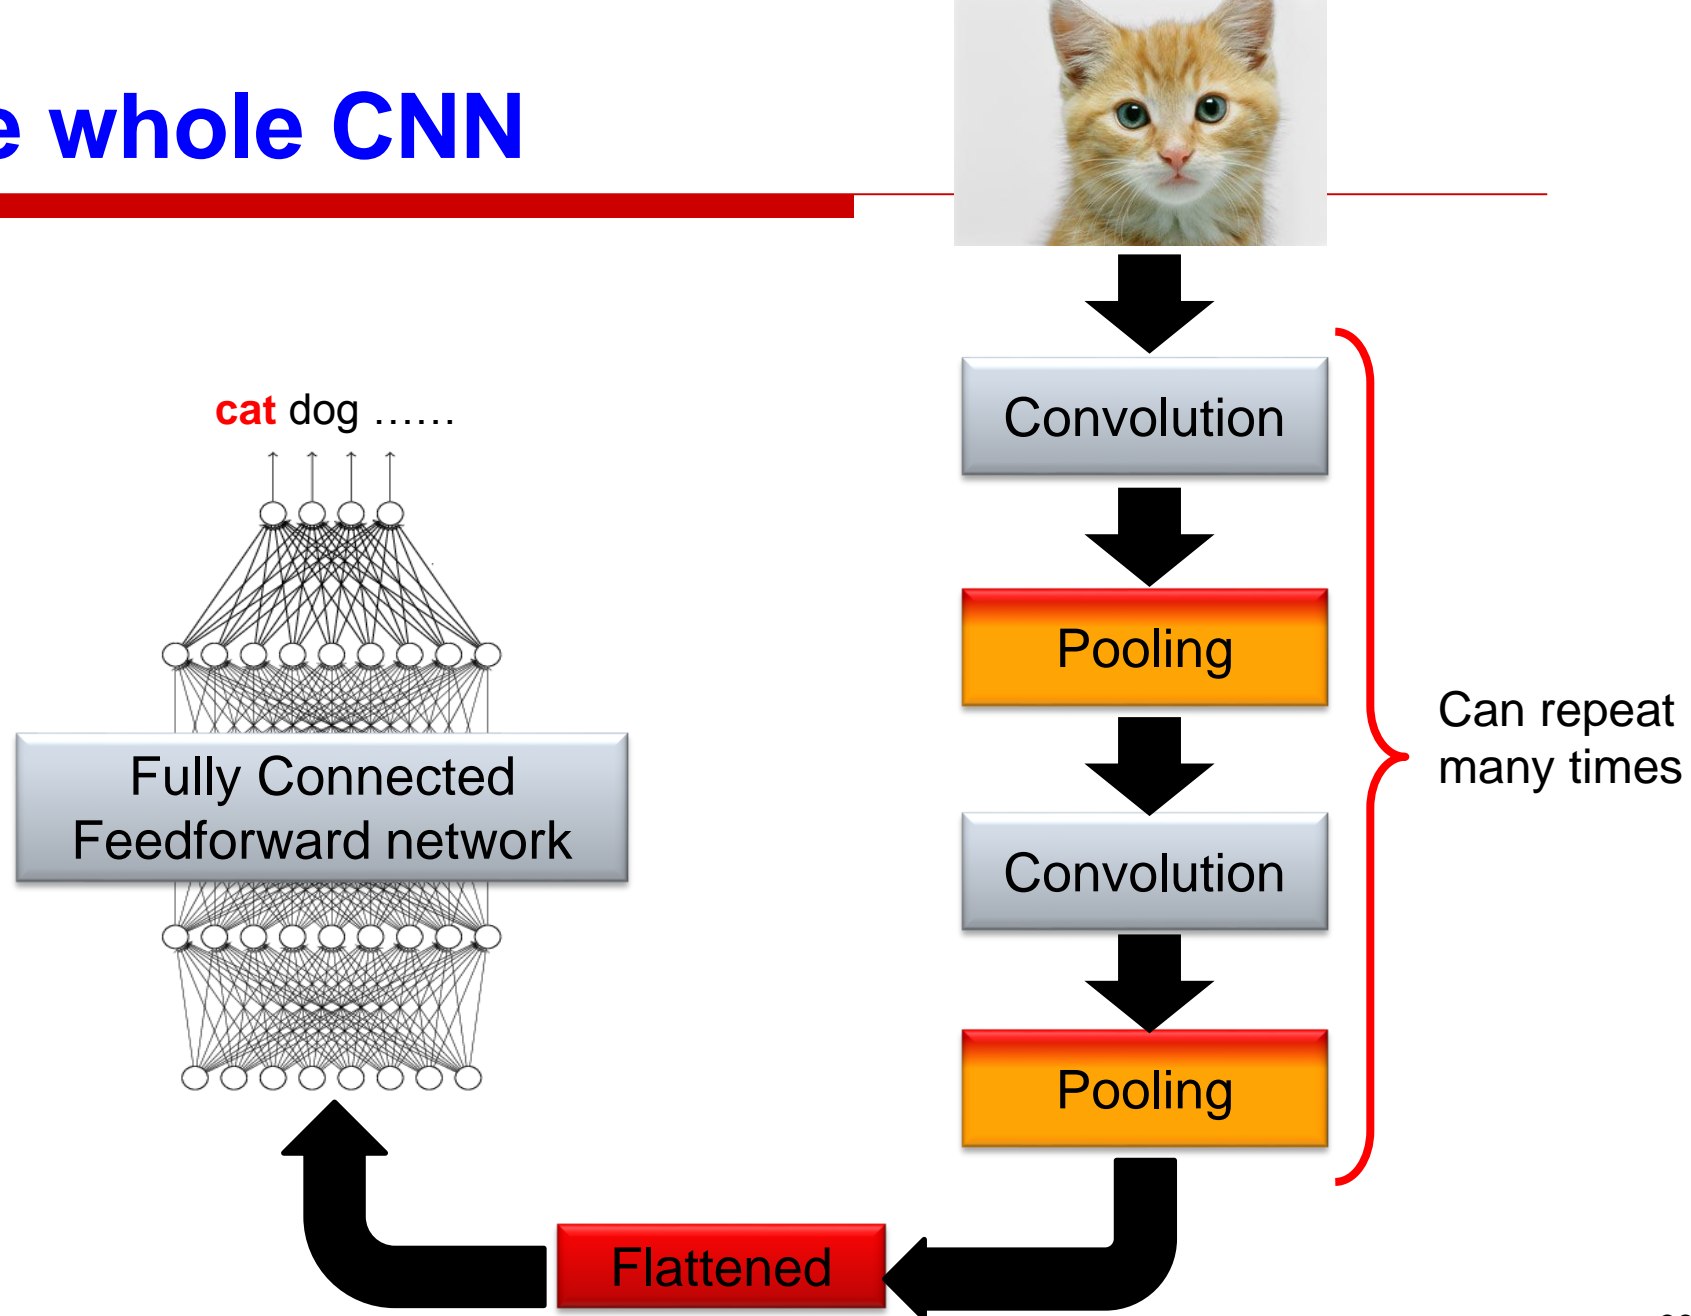 e whole CNN
cat dog ……
Convolution
Pooling
Can repeat
many times
Fully Connected
Feedforward network
Convolution
Pooling
Flattened